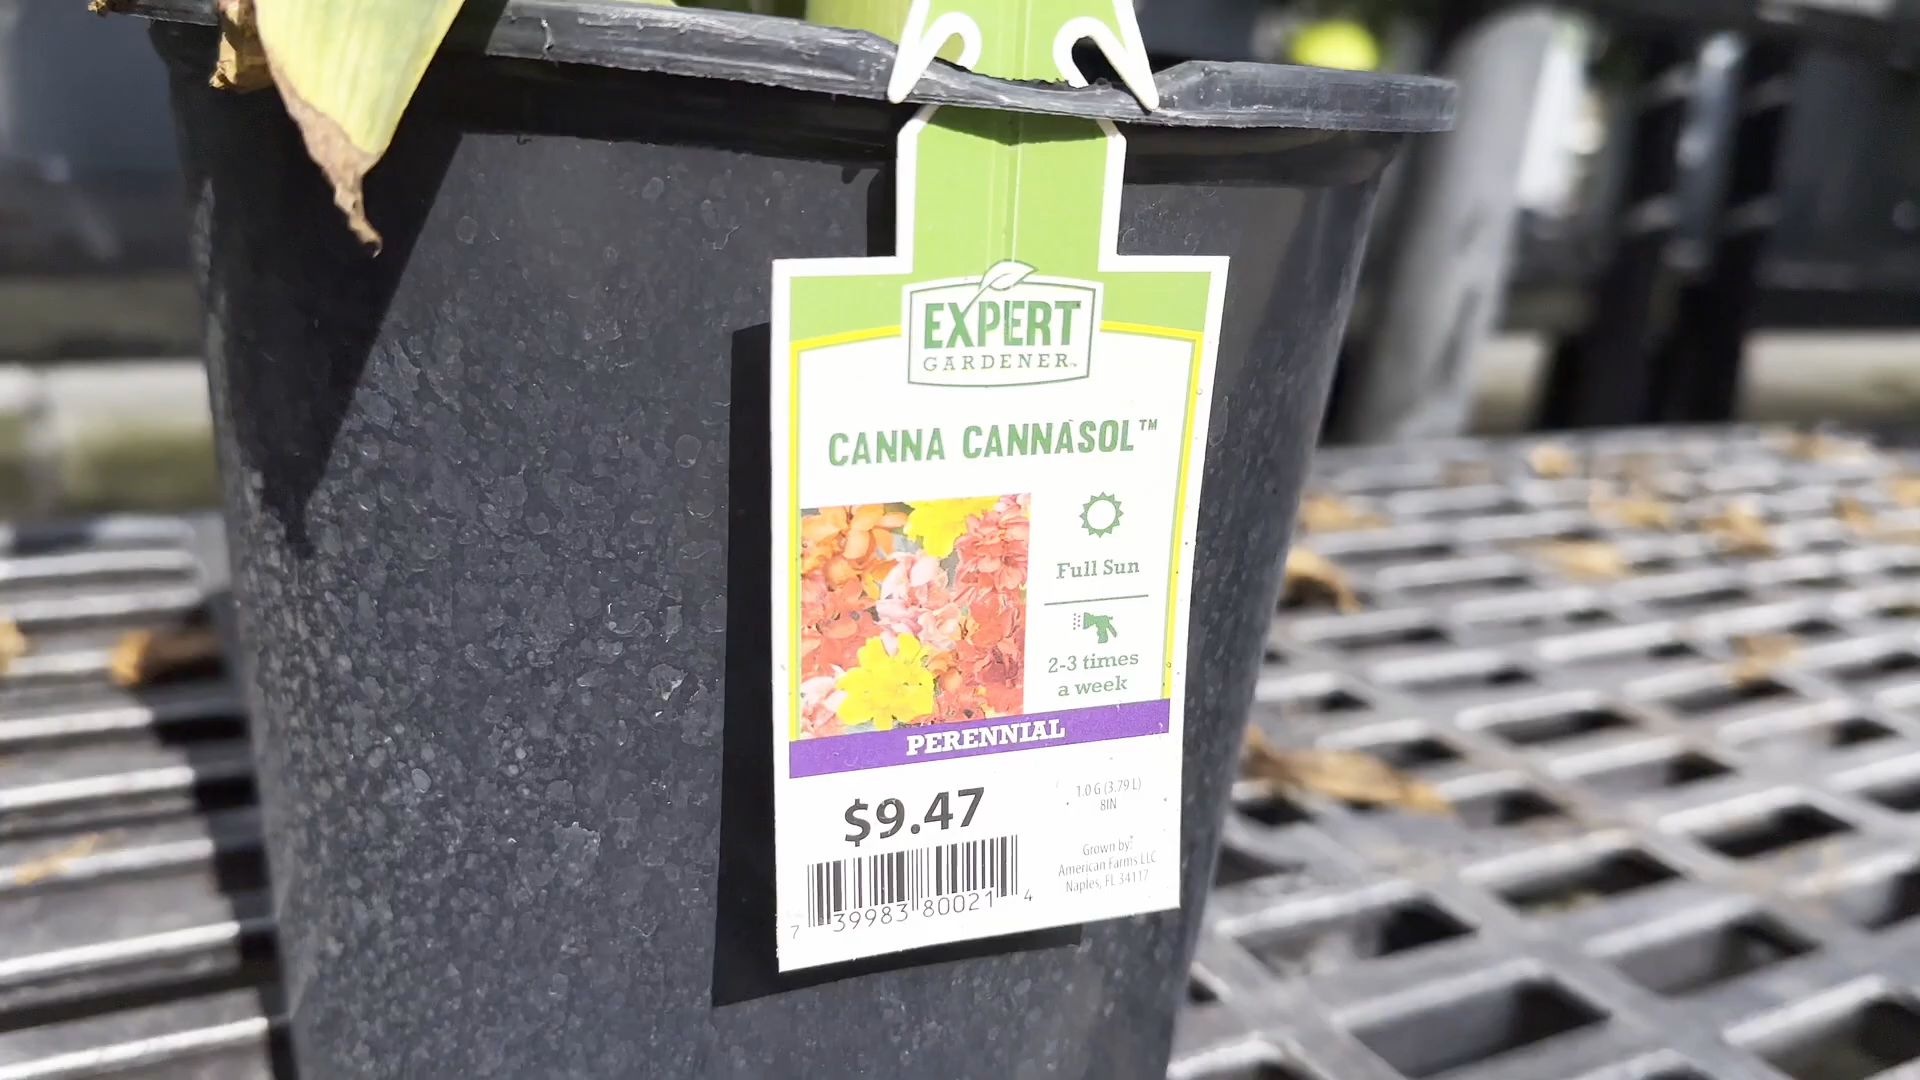 EXPERT
GARDENER™
CANNA CANNASOL™
Full Sun
2-3 times
a week
PERENNIAL
$9.47
1.0 G (3.79 L)
8IN
Grown by:
American Farms LLC
Naples, FL 34117
7 39983 80021 4